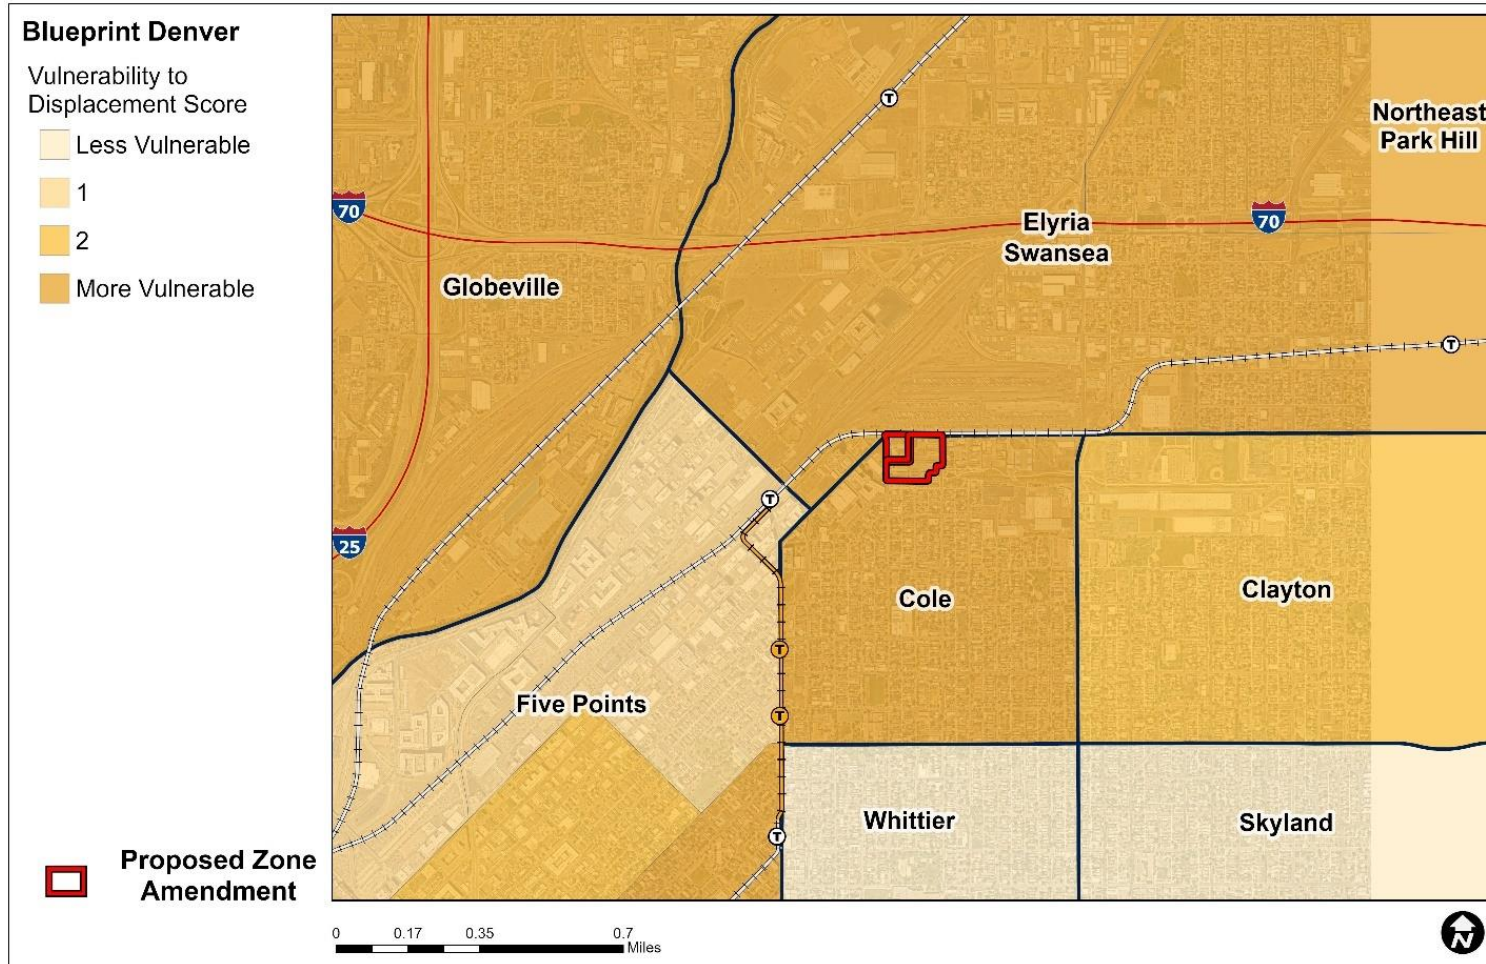 Blueprint Denver
Vulnerability to
Displacement Score
Less Vulnerable
1
2
More Vulnerable
Proposed Zone
Amendment
Northeast
Park Hill
T
70
70
Elyria
Swansea
Globeville
T
T
25
Cole
Clayton
T
Five Points
T
Whittier
Skyland
T
0 0.17 0.35 0.7
Miles
N